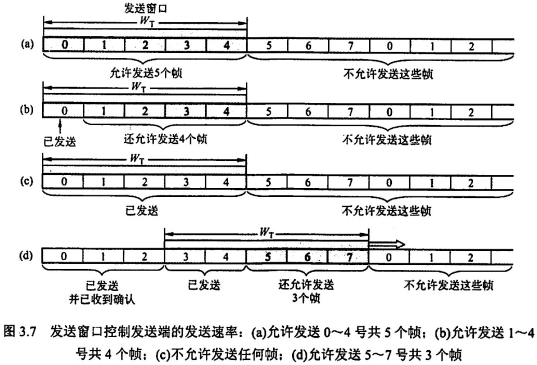 发送窗口
W_T
(a) 0 1 2 3 4 5 6 7 0 1 2
允许发送5个帧 不允许发送这些帧
W_T
(b) 0 1 2 3 4 5 6 7 0 1 2
已发送 还允许发送4个帧 不允许发送这些帧
W_T
(c) 0 1 2 3 4 5 6 7 0 1 2
已发送 不允许发送这些帧
W_T
(d) 0 1 2 3 4 5 6 7 0 1 2
已发送 已发送 还允许发送 不允许发送这些帧
并已收到确认 3个帧
图 3.7 发送窗口控制发送端的发送速率：(a)允许发送 0～4 号共 5 个帧；(b)允许发送 1～4
号共 4 个帧；(c)不允许发送任何帧；(d)允许发送 5～7 号共 3 个帧